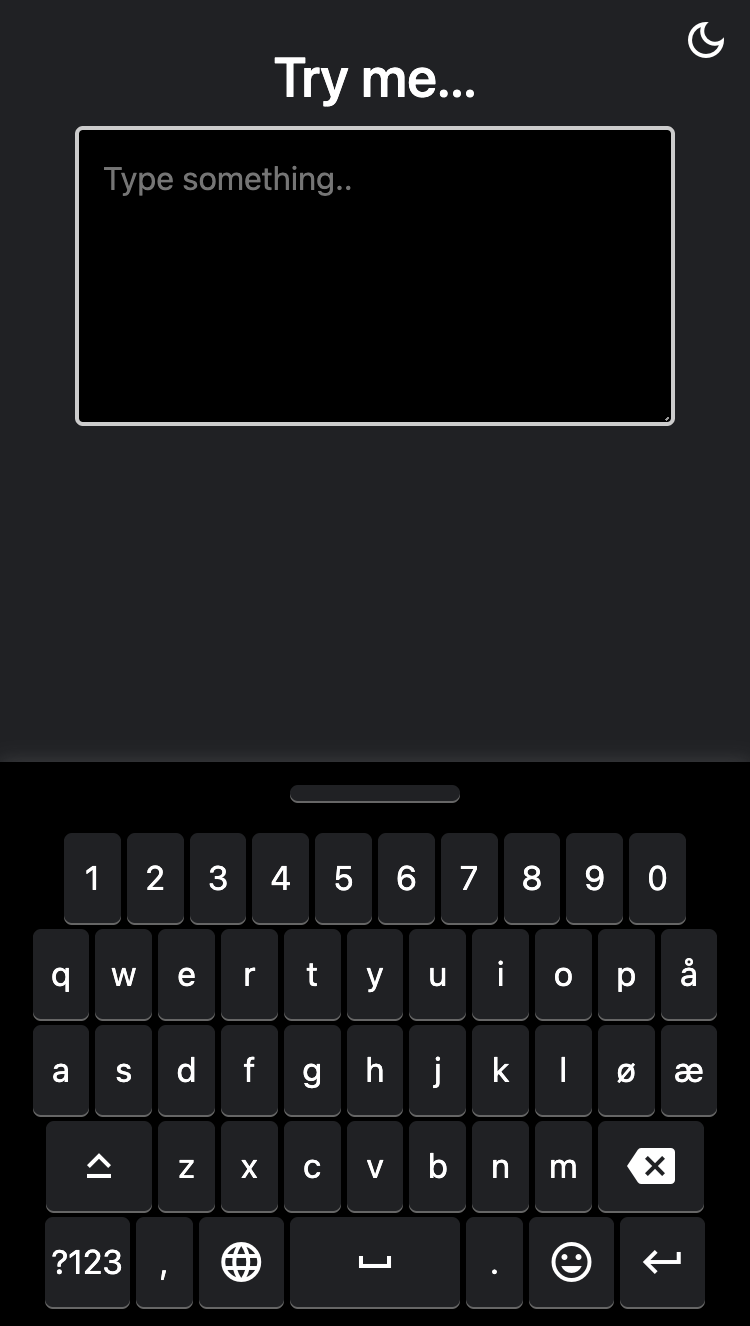 Try me...
Type something..
1 2 3 4 5 6 7 8 9 0
q w e r t y u i o p å
a s d f g h j k l ø æ
z x c v b n m
?123 , .